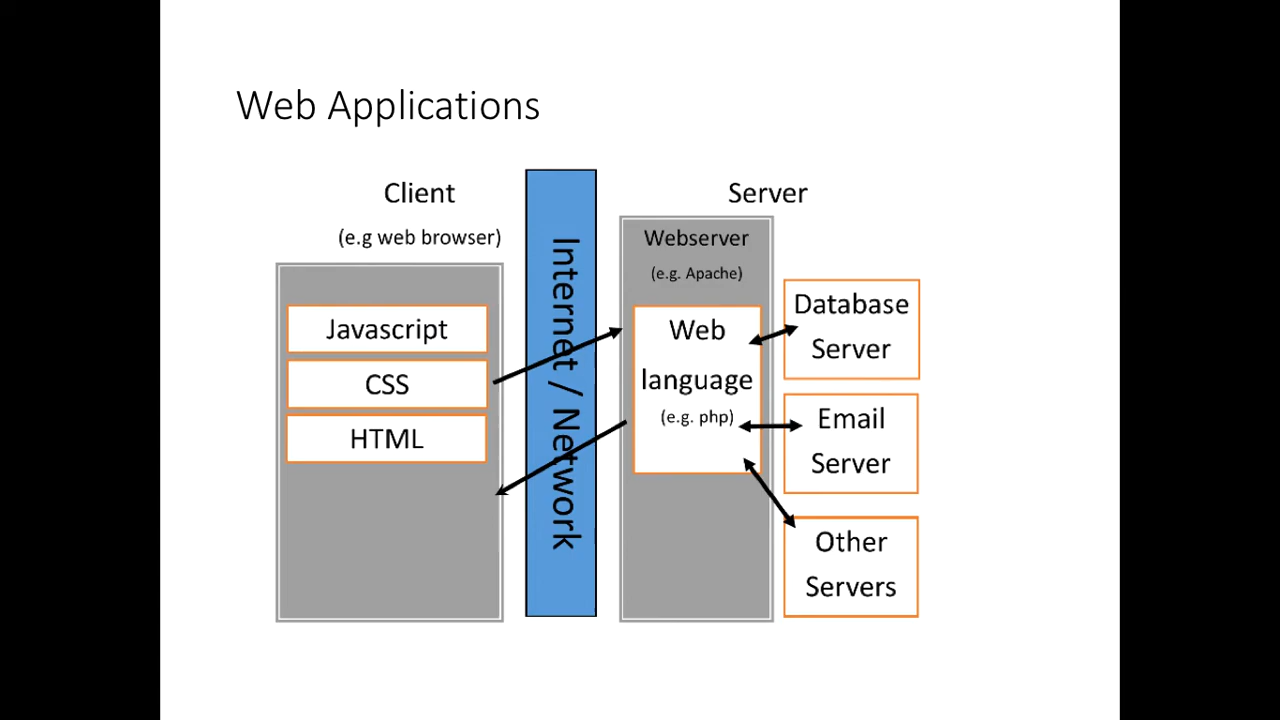 Web Applications
Client
(e.g web browser)
Javascript
CSS
HTML
Internet / Network
Server
Webserver
(e.g. Apache)
Web
language
(e.g. php)
Database
Server
Email
Server
Other
Servers